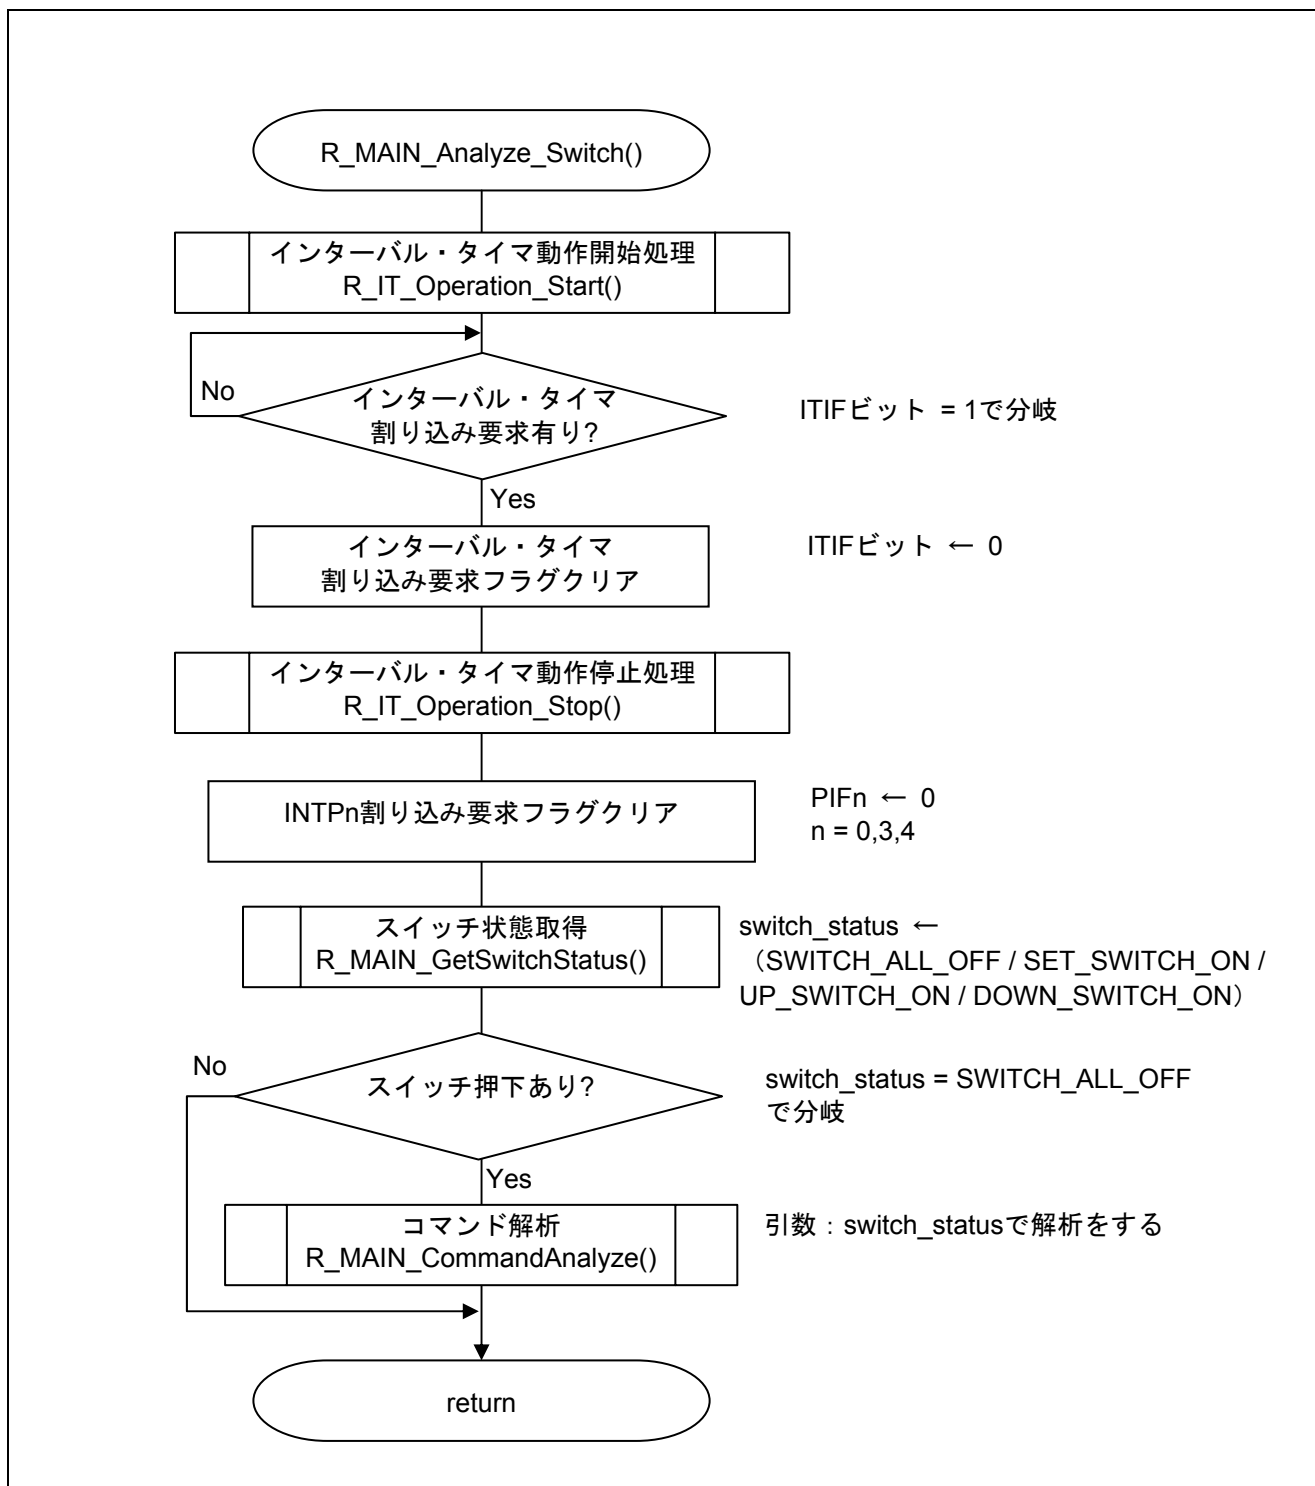 R_MAIN_Analyze_Switch()
インターバル・タイマ動作開始処理
R_IT_Operation_Start()
No
インターバル・タイマ
割り込み要求有り?
ITIFビット = 1で分岐
Yes
インターバル・タイマ
割り込み要求フラグクリア
ITIFビット ← 0
インターバル・タイマ動作停止処理
R_IT_Operation_Stop()
INTPn割り込み要求フラグクリア
PIFn ← 0
n = 0,3,4
スイッチ状態取得
R_MAIN_GetSwitchStatus()
switch_status ←
（SWITCH_ALL_OFF / SET_SWITCH_ON /
UP_SWITCH_ON / DOWN_SWITCH_ON）
No
スイッチ押下あり?
switch_status = SWITCH_ALL_OFF
で分岐
Yes
コマンド解析
R_MAIN_CommandAnalyze()
引数：switch_statusで解析をする
return